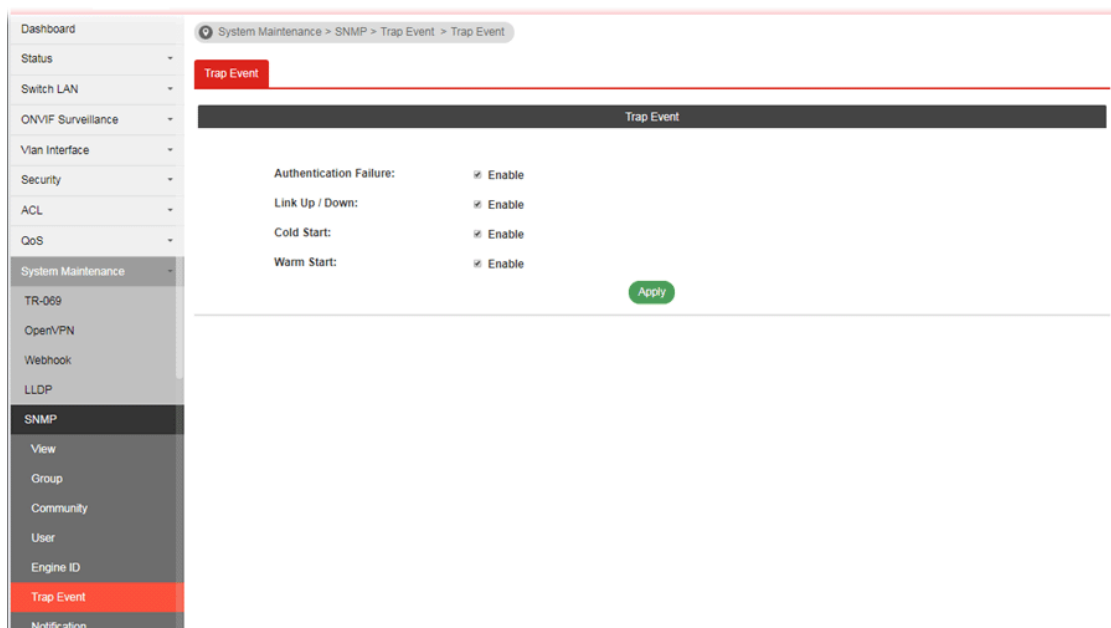 Dashboard
System Maintenance > SNMP > Trap Event > Trap Event
Status
Trap Event
Switch LAN
ONVIF Surveillance
Trap Event
Vlan Interface
Security
Authentication Failure: Enable
ACL
Link Up / Down: Enable
QoS
Cold Start: Enable
System Maintenance
Warm Start: Enable
TR-069
Apply
OpenVPN
Webhook
LLDP
SNMP
View
Group
Community
User
Engine ID
Trap Event
Notification